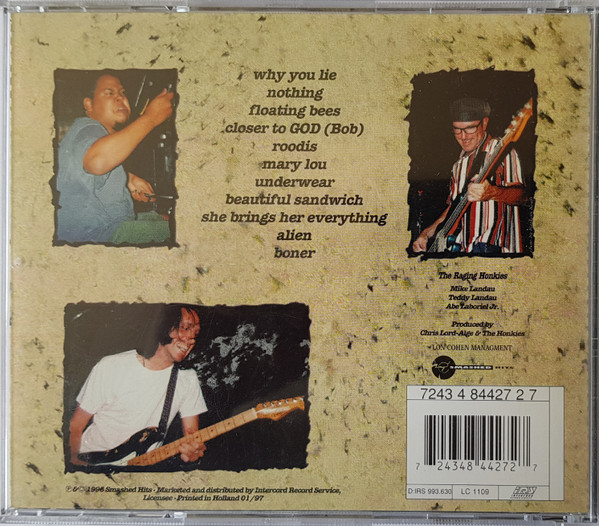 why you lie
nothing
floating bees
closer to GOD (Bob)
roodis
mary lou
underwear
beautiful sandwich
she brings her everything
alien
boner
The Raging Honkies
Mike Landau
Teddy Landau
Abe Laboriel Jr.
Produced by
Chris Lord-Alge & The Honkies
LON COHEN MANAGMENT
SMASHED HITS
7243 4 84427 2 7
7 24348 44272 7
D:IRS 993.630 LC 1109
℗ & © 1996 Smashed Hits - Marketed and distributed by Intercord Record Service,
Licensee - Printed in Holland 01/97